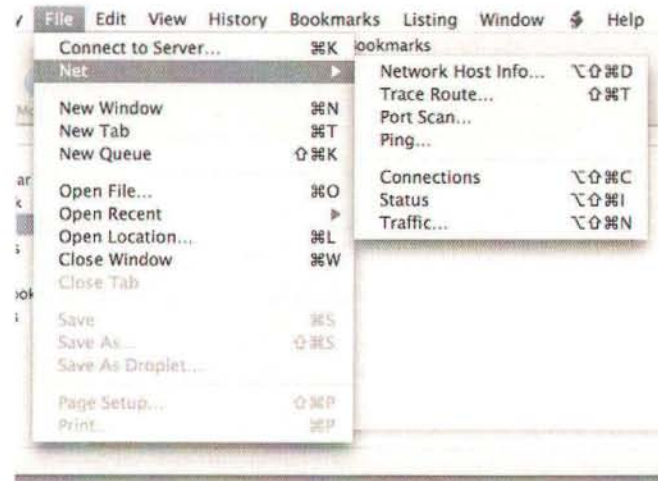 File Edit View History Bookmarks Listing Window Help
Connect to Server... ⌘K
ookmarks
Net
New Window ⌘N
New Tab ⌘T
New Queue ⇧⌘K
Open File... ⌘O
Open Recent
Open Location... ⌘L
Close Window ⌘W
Close Tab
Save ⌘S
Save As... ⇧⌘S
Save As Droplet...
Page Setup... ⇧⌘P
Print... ⌘P
Network Host Info... ⌥⇧⌘D
Trace Route... ⇧⌘T
Port Scan...
Ping...
Connections ⌥⇧⌘C
Status ⌥⇧⌘I
Traffic... ⌥⇧⌘N